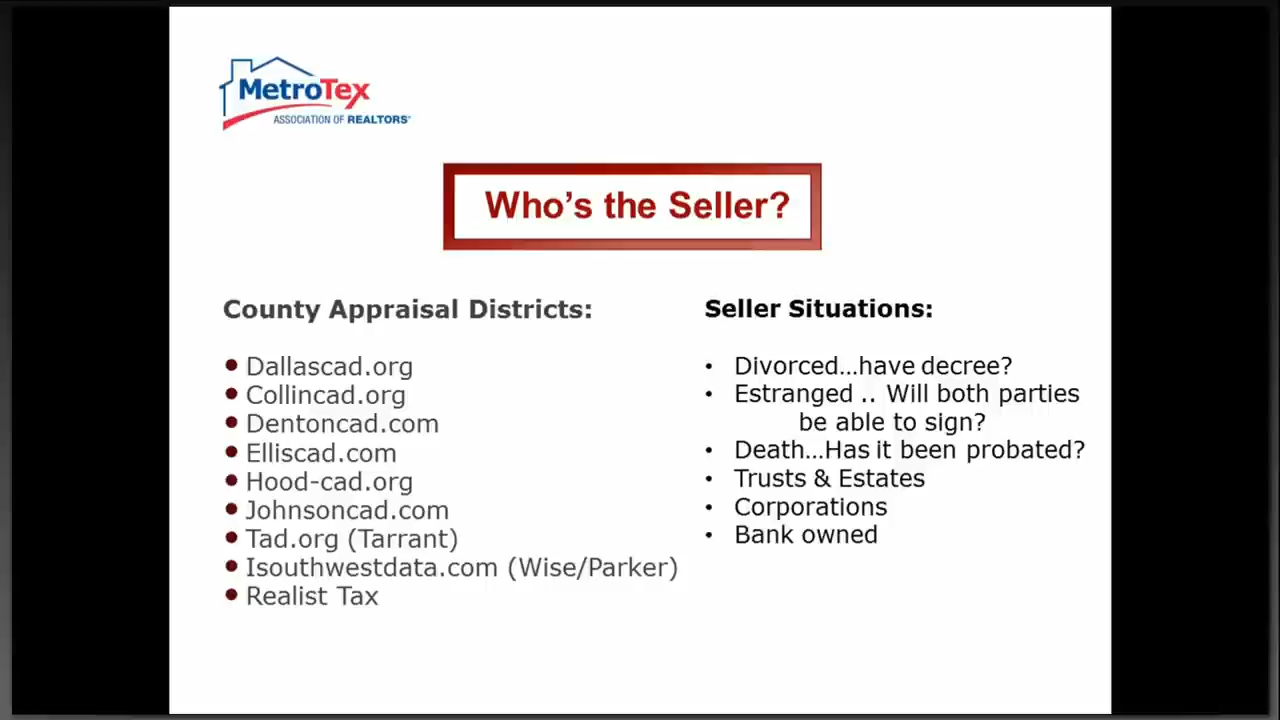 MetroTex
ASSOCIATION OF REALTORS®
Who's the Seller?
County Appraisal Districts:
• Dallascad.org
• Collincad.org
• Dentoncad.com
• Elliscad.com
• Hood-cad.org
• Johnsoncad.com
• Tad.org (Tarrant)
• Isouthwestdata.com (Wise/Parker)
• Realist Tax
Seller Situations:
• Divorced…have decree?
• Estranged .. Will both parties
be able to sign?
• Death…Has it been probated?
• Trusts & Estates
• Corporations
• Bank owned